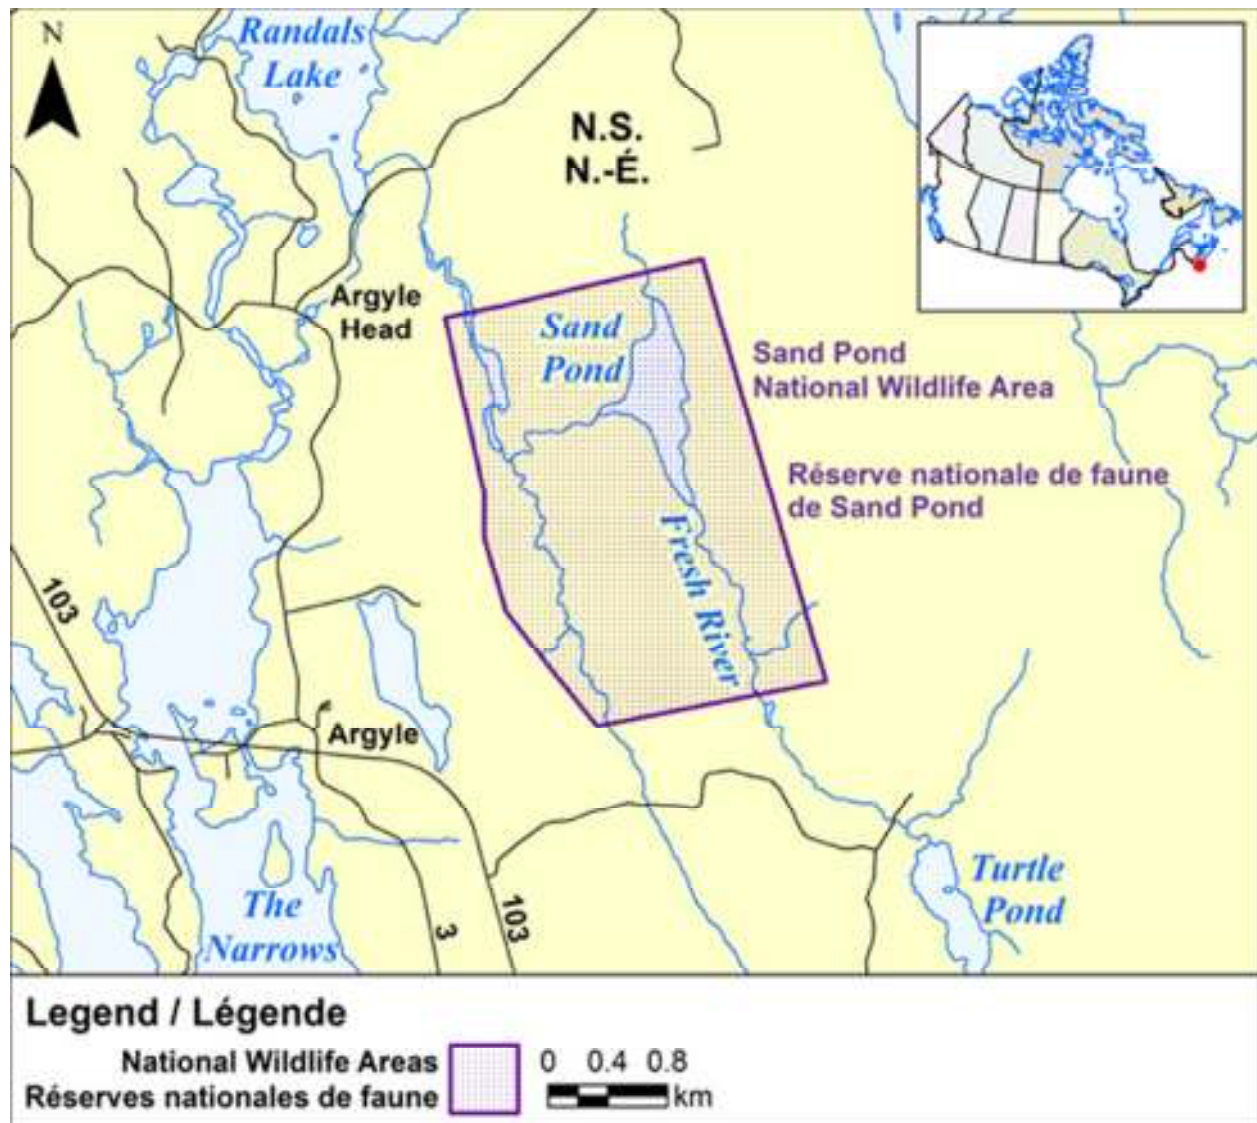 N
Randals
Lake
N.S.
N.-É.
Argyle
Head
Sand
Pond
Sand Pond
National Wildlife Area
Réserve nationale de faune
de Sand Pond
Fresh River
103
Argyle
Turtle
Pond
The
Narrows
3
103
Legend / Légende
National Wildlife Areas
Réserves nationales de faune
0 0.4 0.8
km